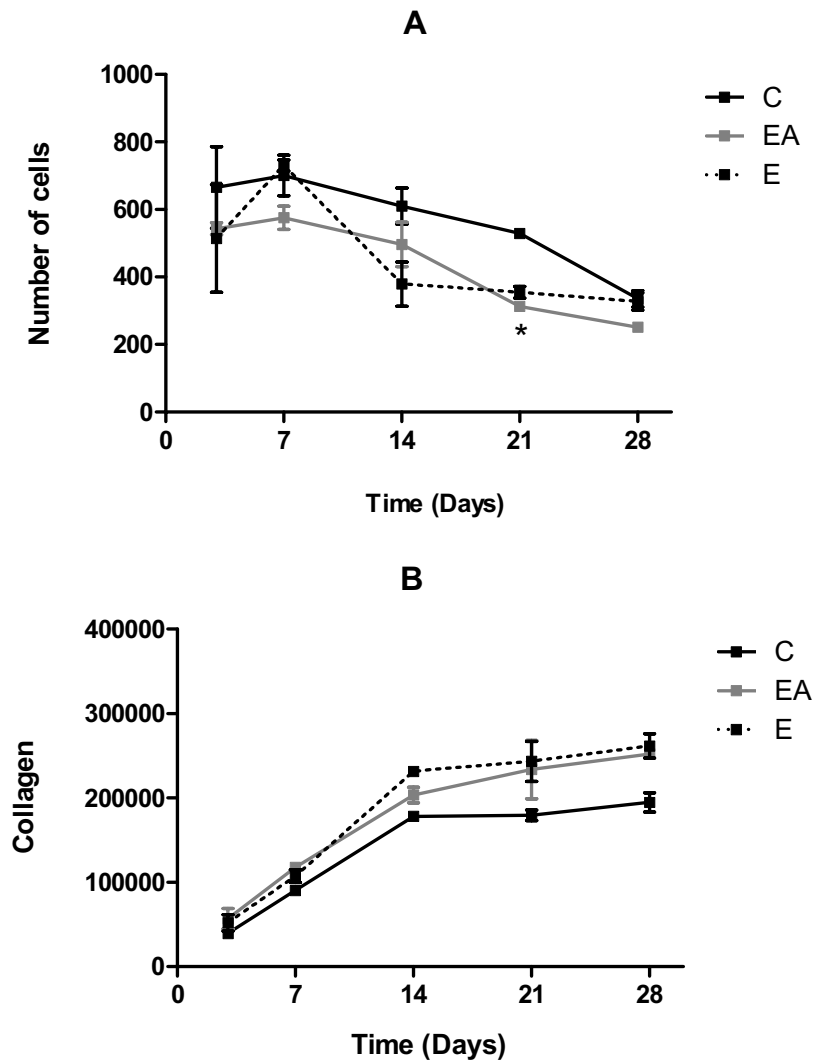 A
1000
800
600
400
200
0
Number of cells
0 7 14 21 28
Time (Days)
*
C
EA
E
B
400000
300000
200000
100000
0
Collagen
0 7 14 21 28
Time (Days)
C
EA
E